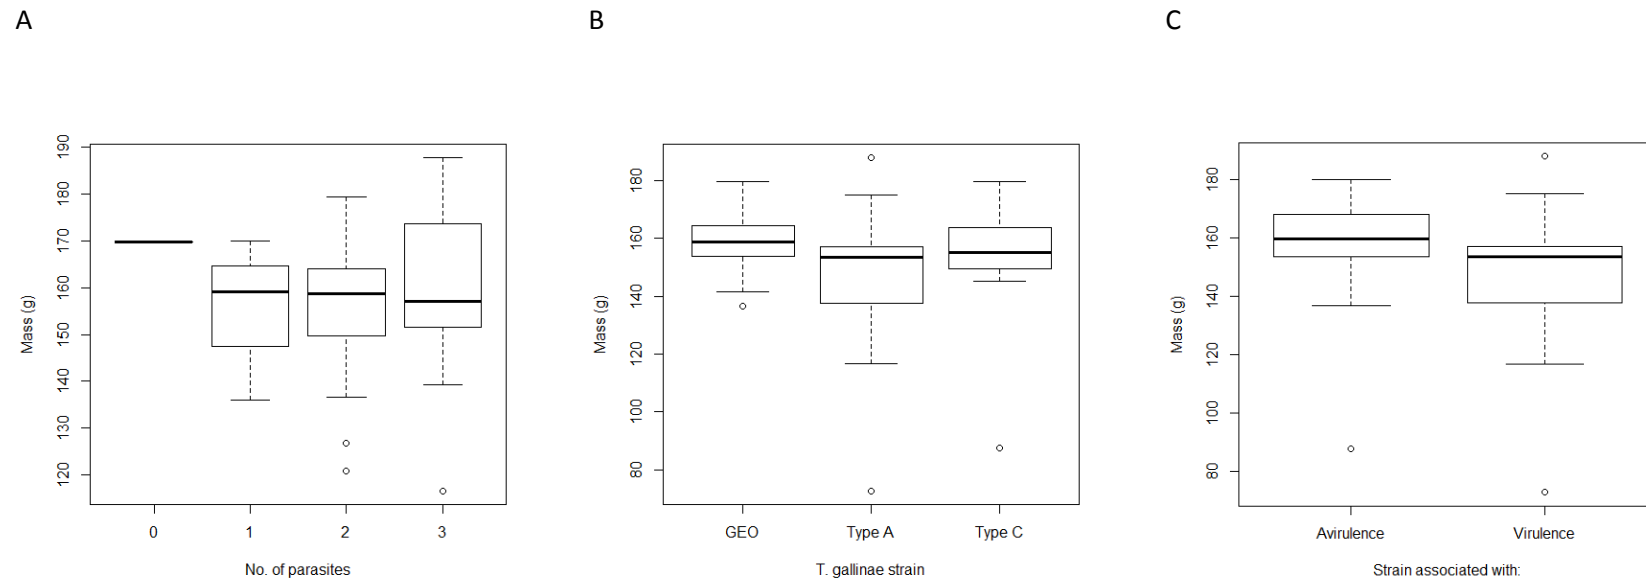 A
B
C
Mass (g)
190
180
170
160
150
140
130
120
0 1 2 3
No. of parasites
Mass (g)
180
160
140
120
100
80
GEO Type A Type C
T. gallinae strain
Mass (g)
180
160
140
120
100
80
Avirulence Virulence
Strain associated with: